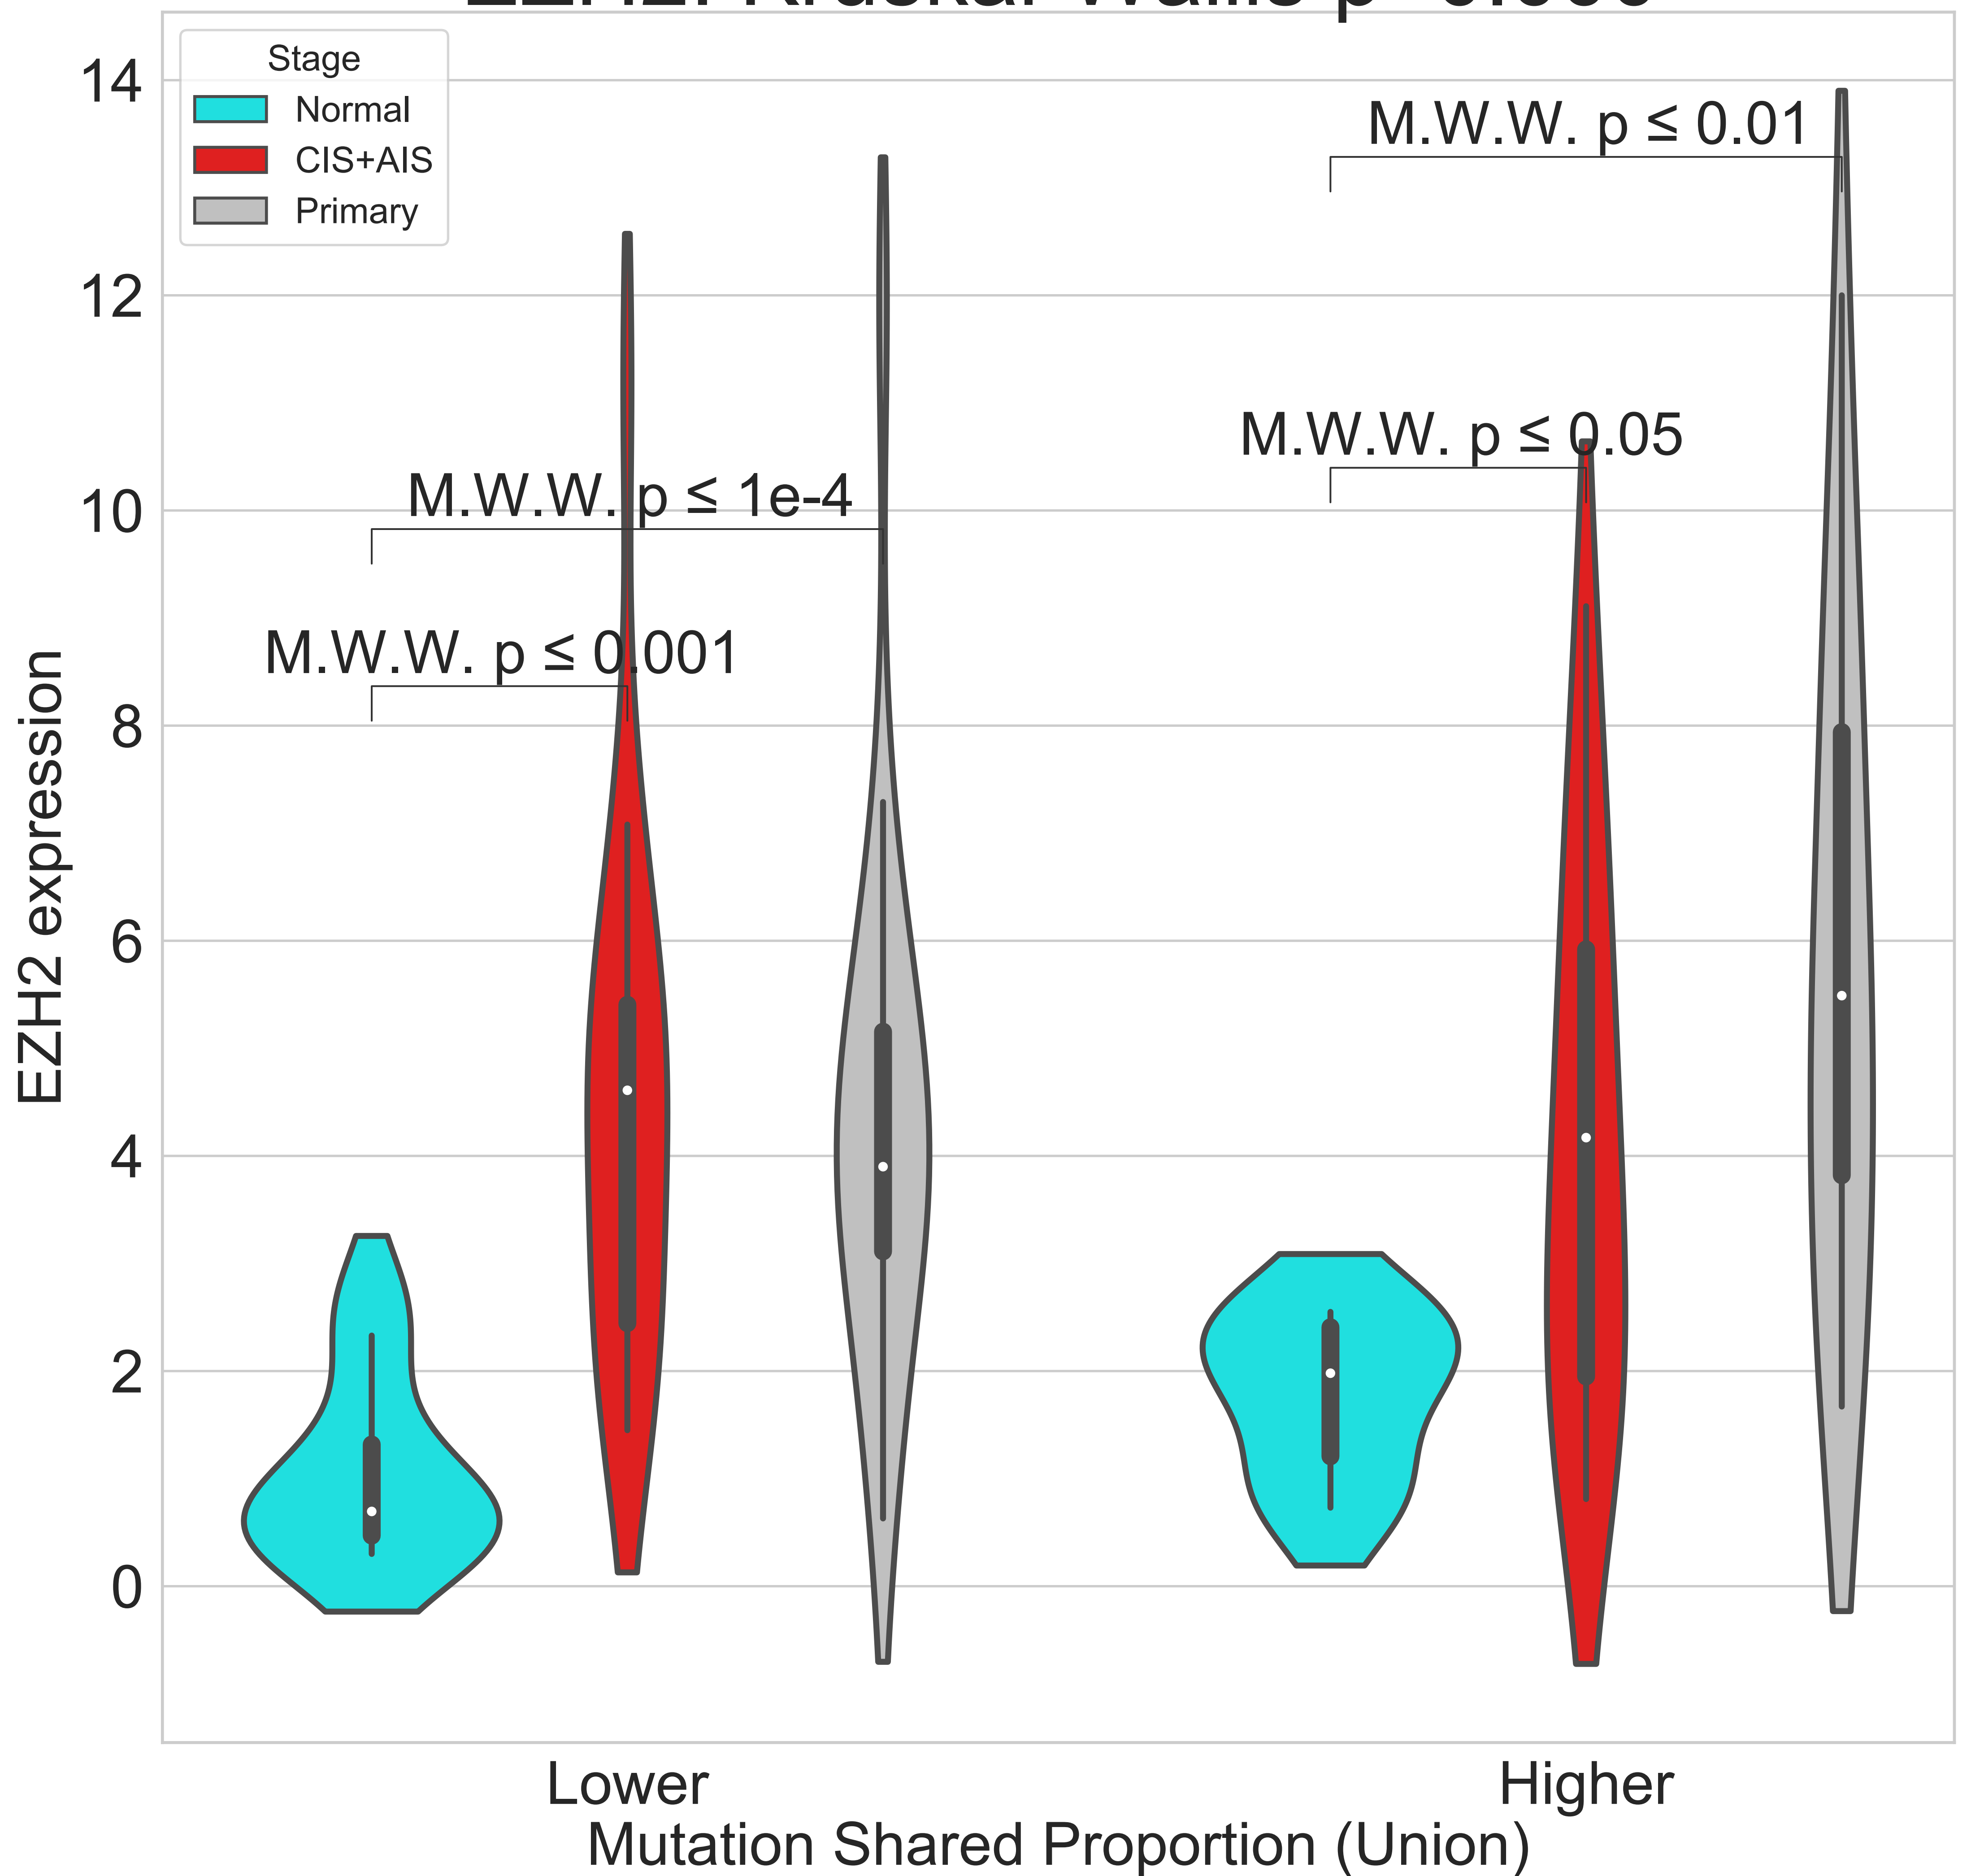 Stage
Normal
CIS+AIS
Primary
14
12
10
8
6
4
2
0
EZH2 expression
M.W.W. p ≤ 0.01
M.W.W. p ≤ 0.05
M.W.W. p ≤ 1e-4
M.W.W. p ≤ 0.001
Lower
Higher
Mutation Shared Proportion (Union)